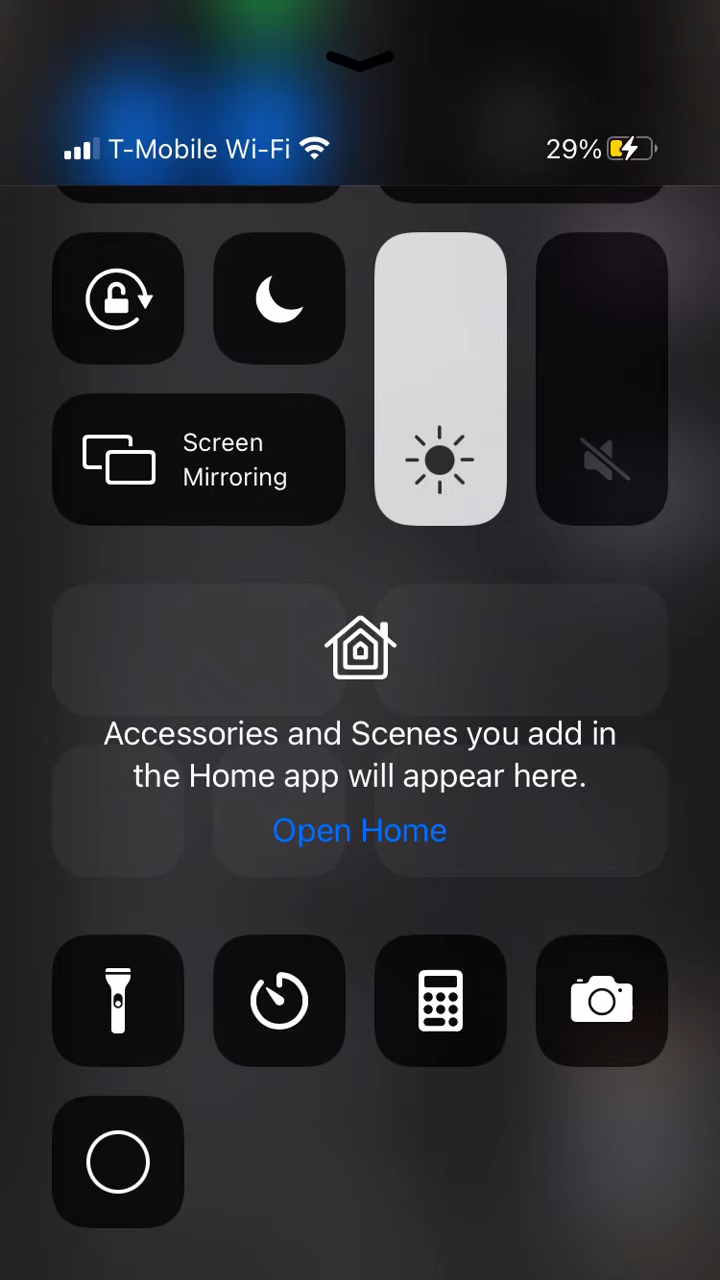 T-Mobile Wi-Fi 29%
Screen
Mirroring
Accessories and Scenes you add in
the Home app will appear here.
Open Home